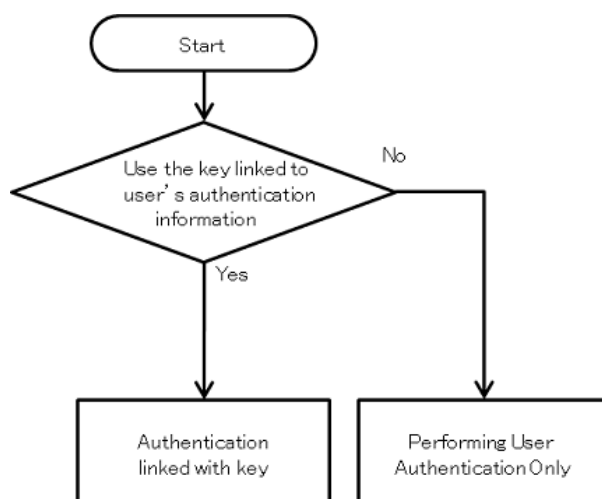 Start
Use the key linked to
user's authentication
information
No
Yes
Authentication
linked with key
Performing User
Authentication Only